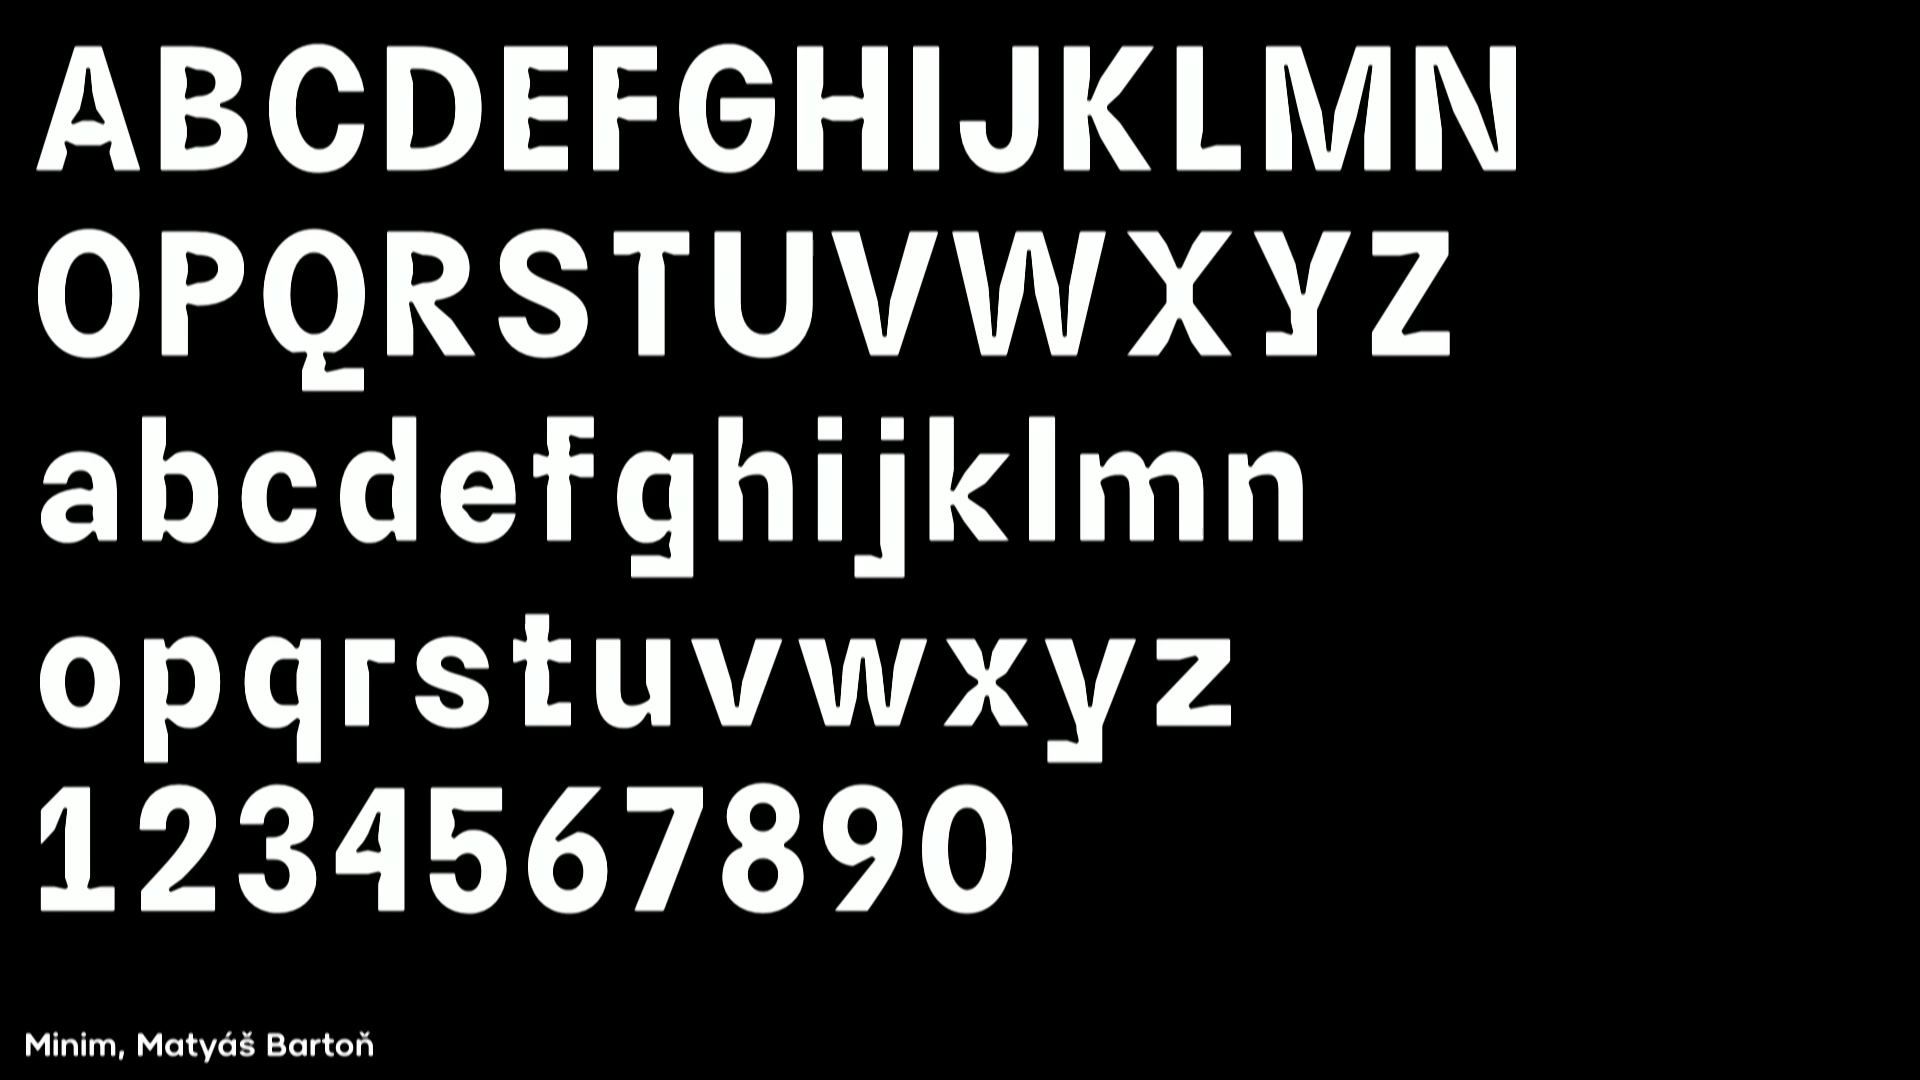 ABCDEFGHIJKLMN
OPQRSTUVWXYZ
abcdefghijklmn
opqrstuvwxyz
1234567890
Minim, Matyáš Bartoň